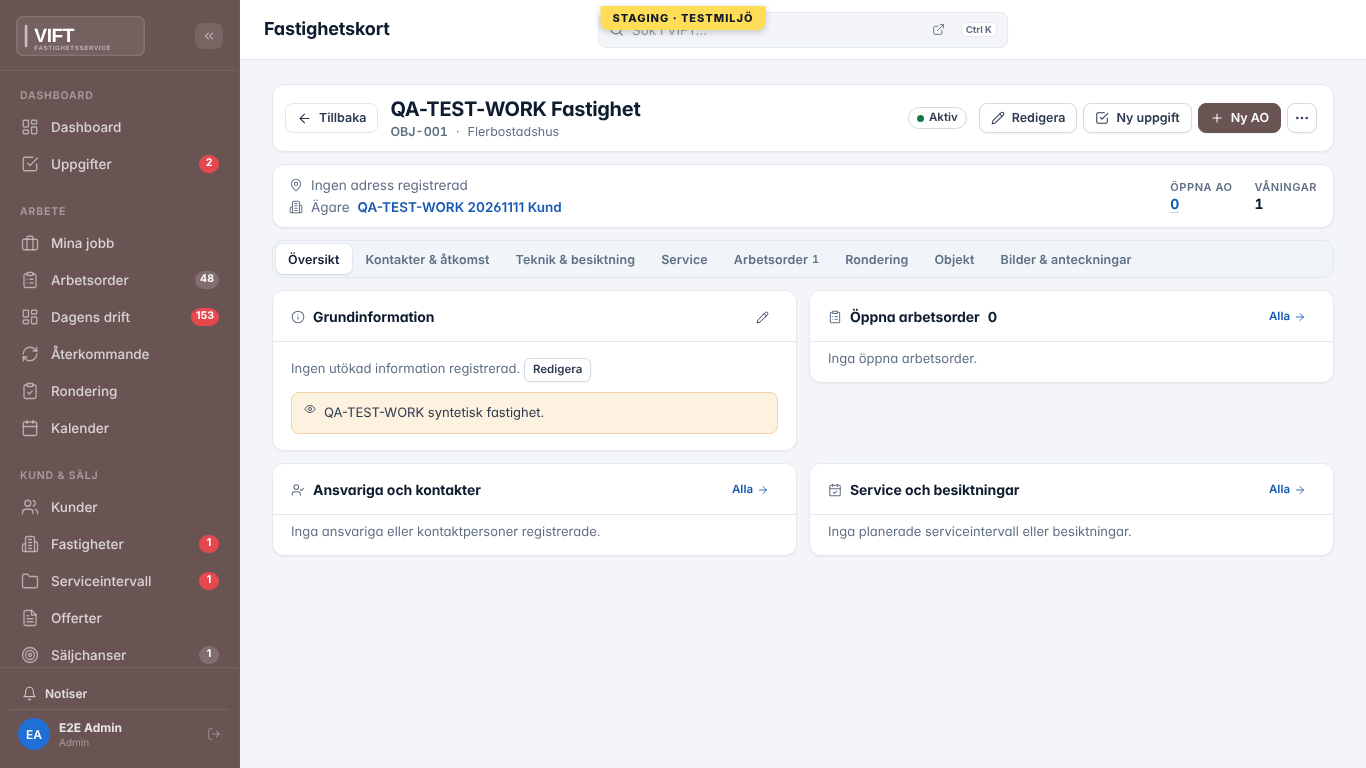 VIFT
FASTIGHETSSERVICE
DASHBOARD
Dashboard
Uppgifter 2
ARBETE
Mina jobb
Arbetsorder 48
Dagens drift 153
Återkommande
Rondering
Kalender
KUND & SÄLJ
Kunder
Fastigheter 1
Serviceintervall 1
Offerter
Säljchanser 1
Notiser
EA E2E Admin
Admin
Fastighetskort
STAGING · TESTMILJÖ
Sök i VIFT... Ctrl K
Tillbaka
QA-TEST-WORK Fastighet
OBJ-001 · Flerbostadshus
Aktiv Redigera Ny uppgift Ny AO
Ingen adress registrerad
Ägare QA-TEST-WORK 20261111 Kund
ÖPPNA AO VÅNINGAR
0 1
Översikt Kontakter & åtkomst Teknik & besiktning Service Arbetsorder 1 Rondering Objekt Bilder & anteckningar
Grundinformation
Ingen utökad information registrerad. Redigera
QA-TEST-WORK syntetisk fastighet.
Öppna arbetsorder 0 Alla
Inga öppna arbetsorder.
Ansvariga och kontakter Alla
Inga ansvariga eller kontaktpersoner registrerade.
Service och besiktningar Alla
Inga planerade serviceintervall eller besiktningar.